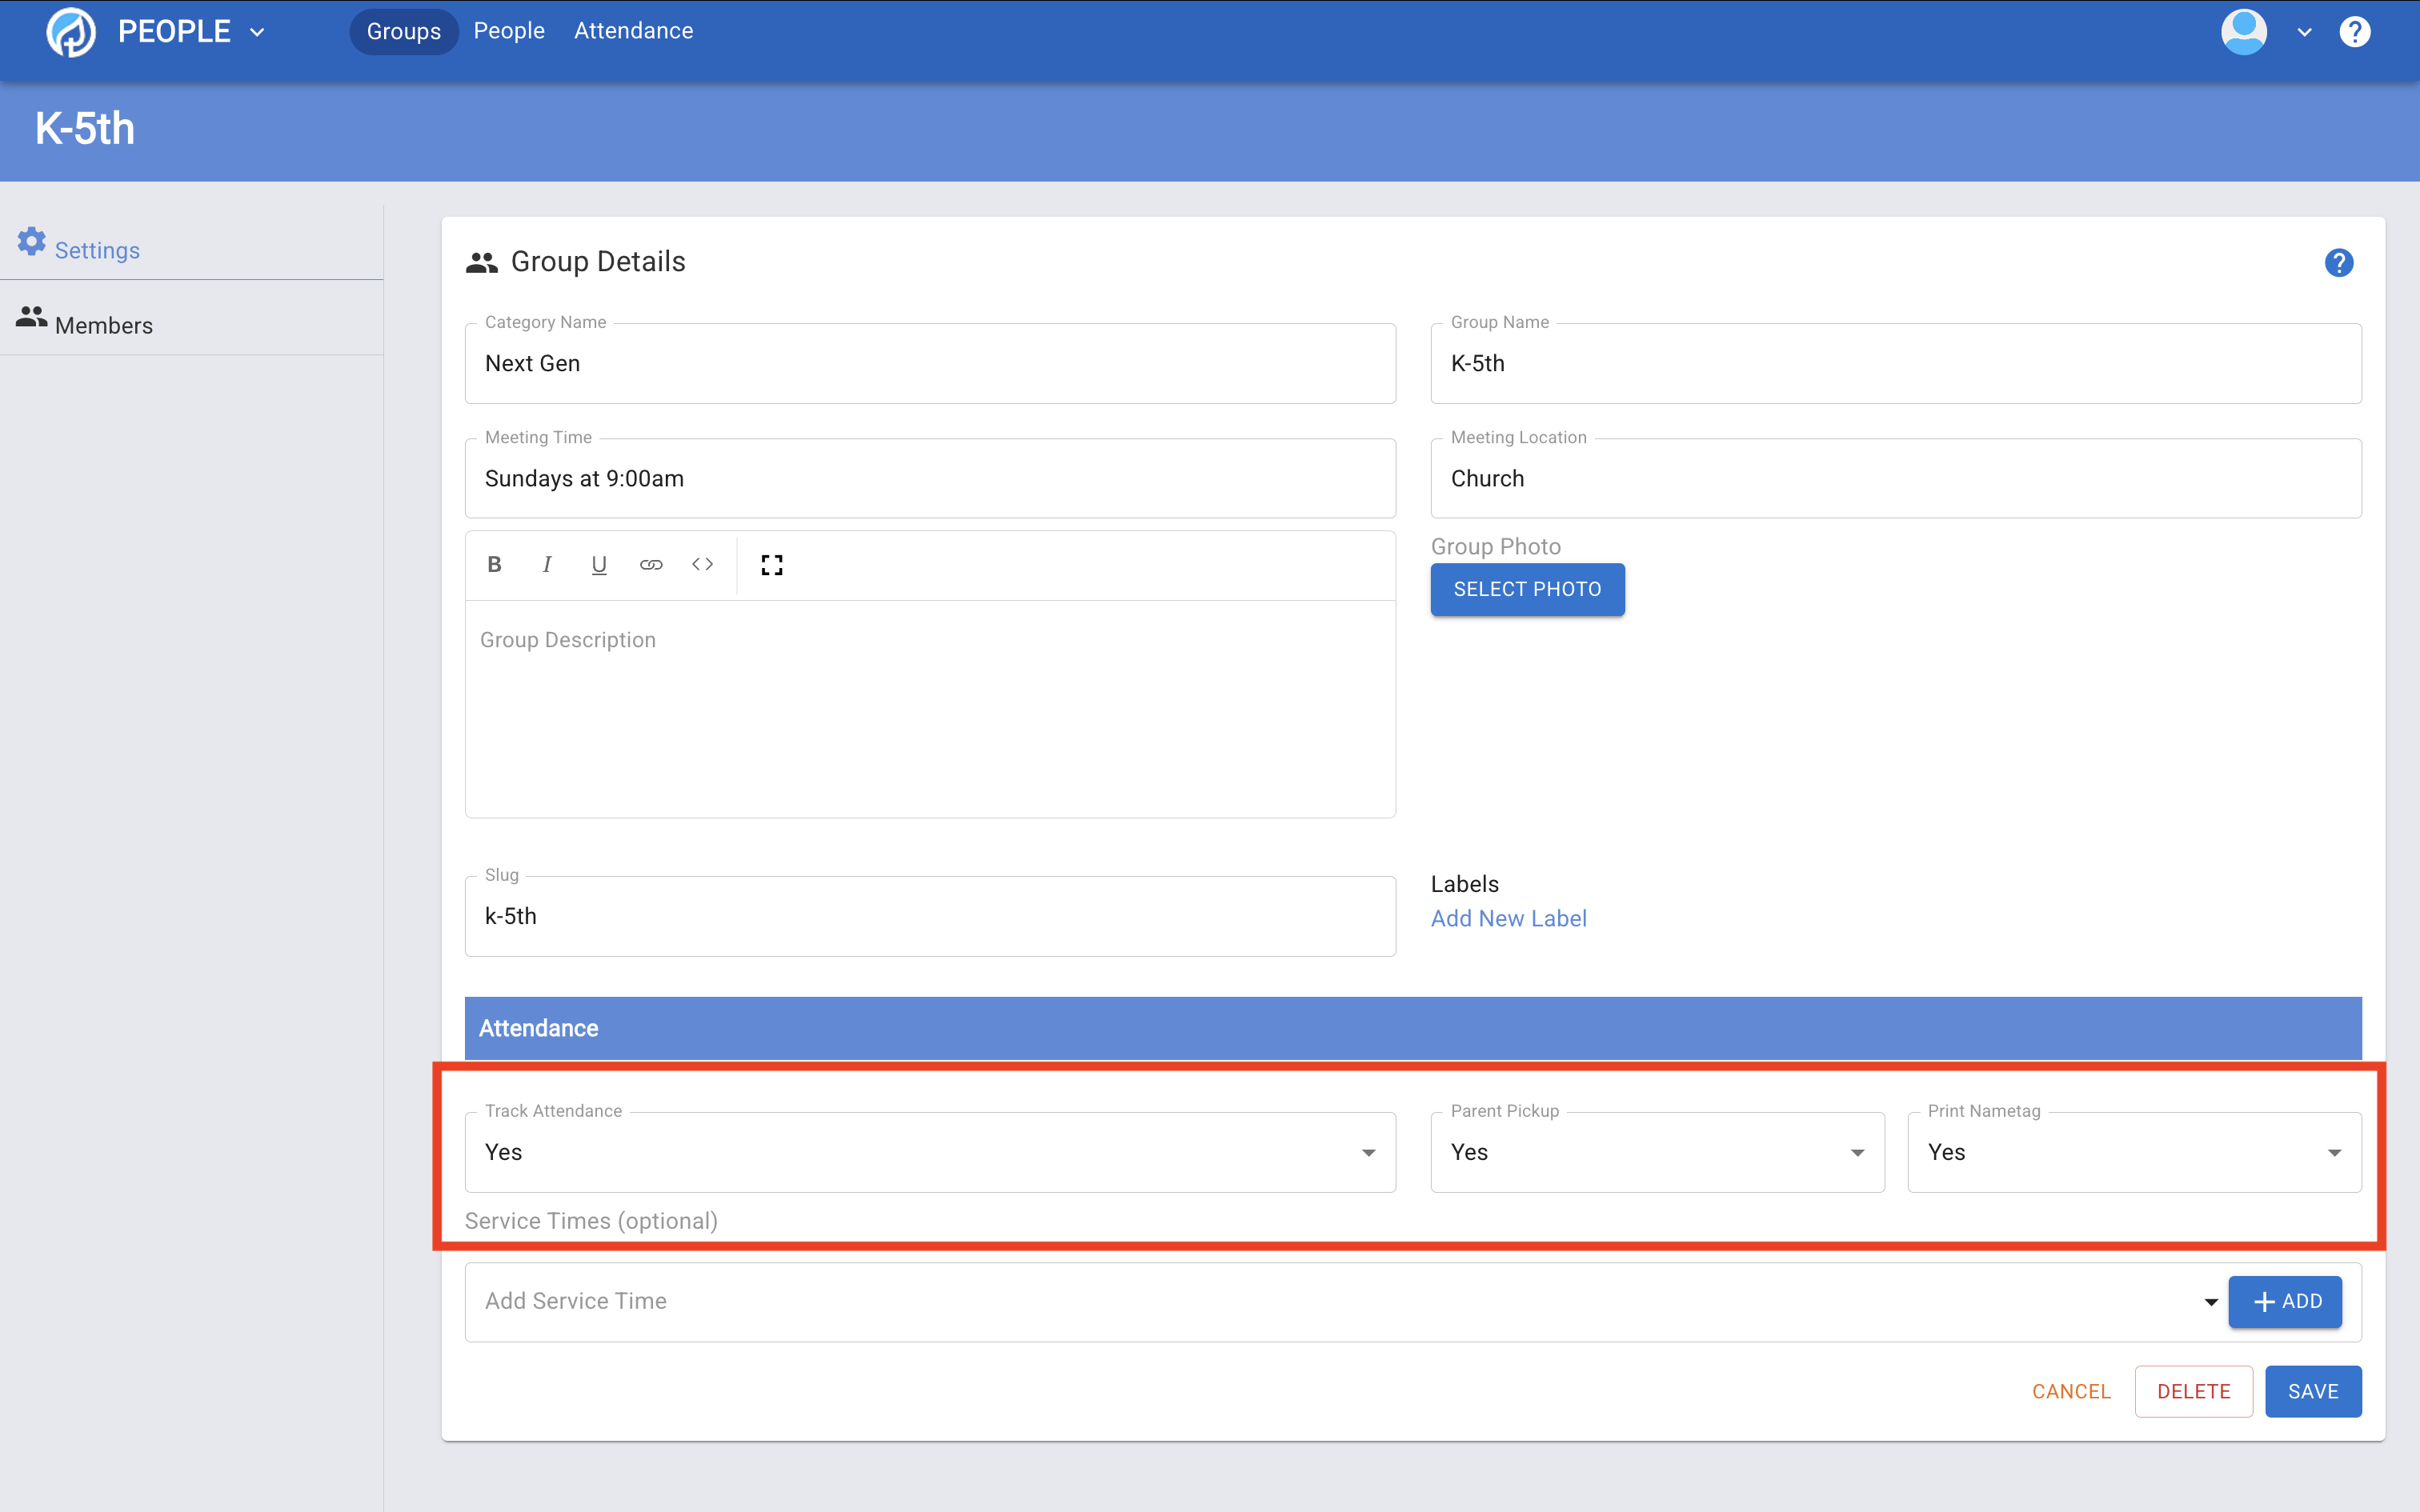 PEOPLE Groups People Attendance ?
K-5th
Settings
Members
Group Details ?
Category Name
Next Gen
Group Name
K-5th
Meeting Time
Sundays at 9:00am
Meeting Location
Church
B I U <>
Group Description
Group Photo
SELECT PHOTO
Slug
k-5th
Labels
Add New Label
Attendance
Track Attendance
Yes
Parent Pickup
Yes
Print Nametag
Yes
Service Times (optional)
Add Service Time
+ ADD
CANCEL DELETE SAVE